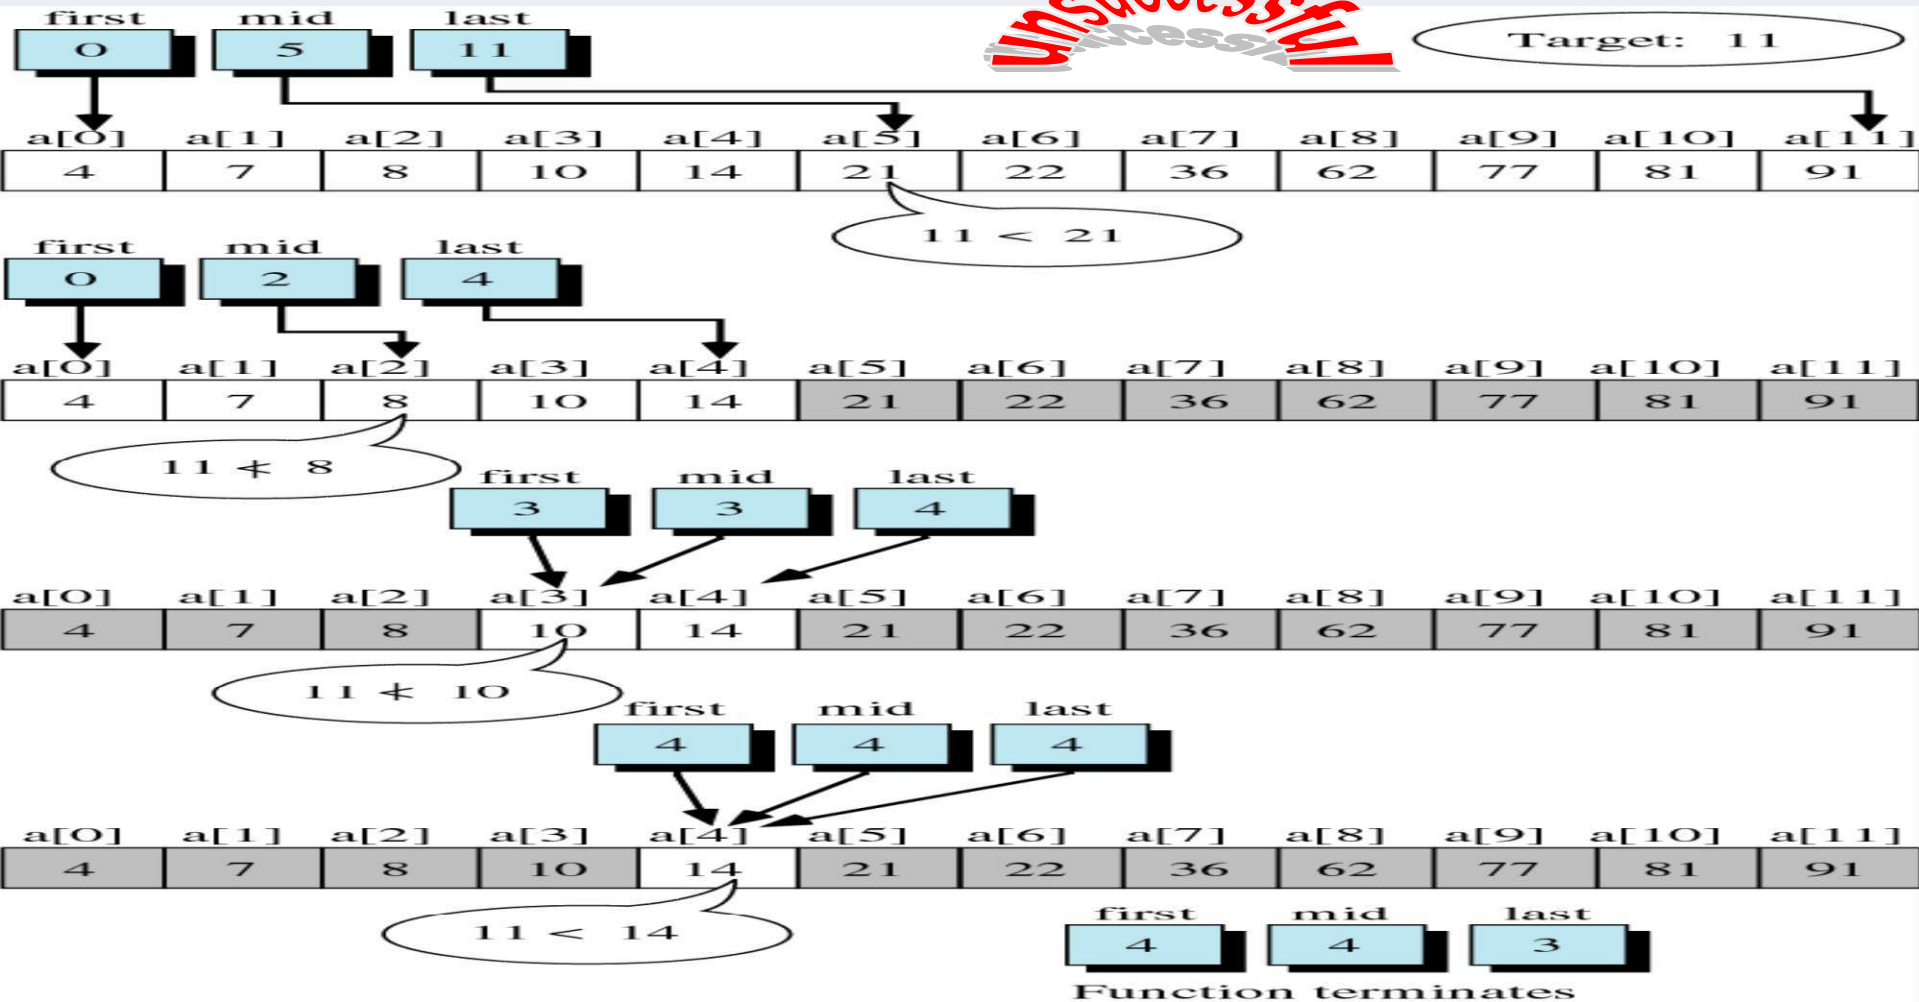 unsuccessful
Target: 11
first mid last
0 5 11
a[0] a[1] a[2] a[3] a[4] a[5] a[6] a[7] a[8] a[9] a[10] a[11]
4 7 8 10 14 21 22 36 62 77 81 91
11 < 21
first mid last
0 2 4
a[0] a[1] a[2] a[3] a[4] a[5] a[6] a[7] a[8] a[9] a[10] a[11]
4 7 8 10 14 21 22 36 62 77 81 91
11 ≮ 8
first mid last
3 3 4
a[0] a[1] a[2] a[3] a[4] a[5] a[6] a[7] a[8] a[9] a[10] a[11]
4 7 8 10 14 21 22 36 62 77 81 91
11 ≮ 10
first mid last
4 4 4
a[0] a[1] a[2] a[3] a[4] a[5] a[6] a[7] a[8] a[9] a[10] a[11]
4 7 8 10 14 21 22 36 62 77 81 91
11 < 14
first mid last
4 4 3
Function terminates